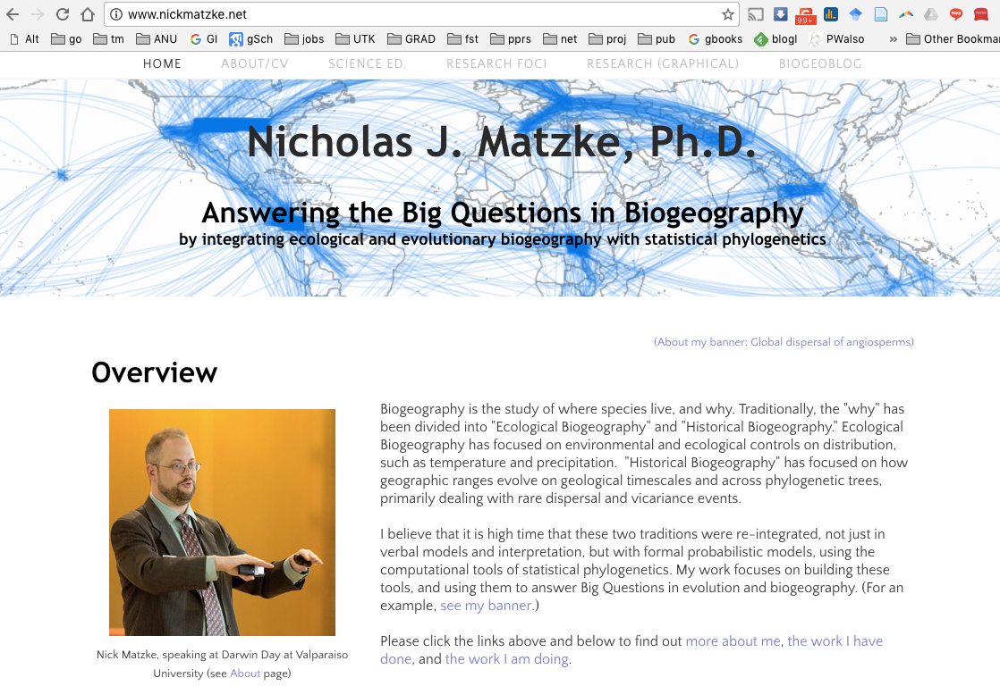 www.nickmatzke.net
99+
Alt go tm ANU GI gSch jobs UTK GRAD fst pprs net proj pub gbooks blogl PWalso » Other Bookmar
HOME ABOUT/CV SCIENCE ED. RESEARCH FOCI RESEARCH (GRAPHICAL) BIOGEOBLOG
Nicholas J. Matzke, Ph.D.
Answering the Big Questions in Biogeography
by integrating ecological and evolutionary biogeography with statistical phylogenetics
(About my banner: Global dispersal of angiosperms)
Overview
Biogeography is the study of where species live, and why. Traditionally, the "why" has
been divided into "Ecological Biogeography" and "Historical Biogeography." Ecological
Biogeography has focused on environmental and ecological controls on distribution,
such as temperature and precipitation.  "Historical Biogeography" has focused on how
geographic ranges evolve on geological timescales and across phylogenetic trees,
primarily dealing with rare dispersal and vicariance events.
I believe that it is high time that these two traditions were re-integrated, not just in
verbal models and interpretation, but with formal probabilistic models, using the
computational tools of statistical phylogenetics. My work focuses on building these
tools, and using them to answer Big Questions in evolution and biogeography. (For an
example, see my banner.)
Please click the links above and below to find out more about me, the work I have
done, and the work I am doing.
Nick Matzke, speaking at Darwin Day at Valparaiso
University (see About page)